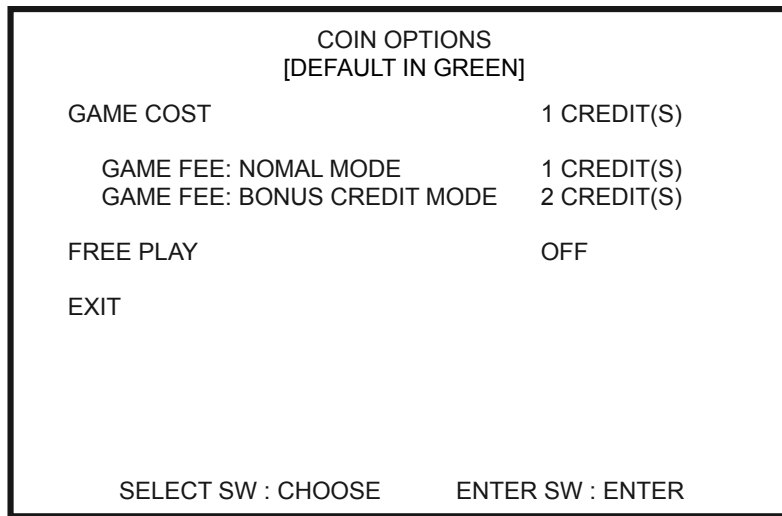 COIN OPTIONS
[DEFAULT IN GREEN]
GAME COST 1 CREDIT(S)
GAME FEE: NOMAL MODE 1 CREDIT(S)
GAME FEE: BONUS CREDIT MODE 2 CREDIT(S)
FREE PLAY OFF
EXIT
SELECT SW : CHOOSE ENTER SW : ENTER